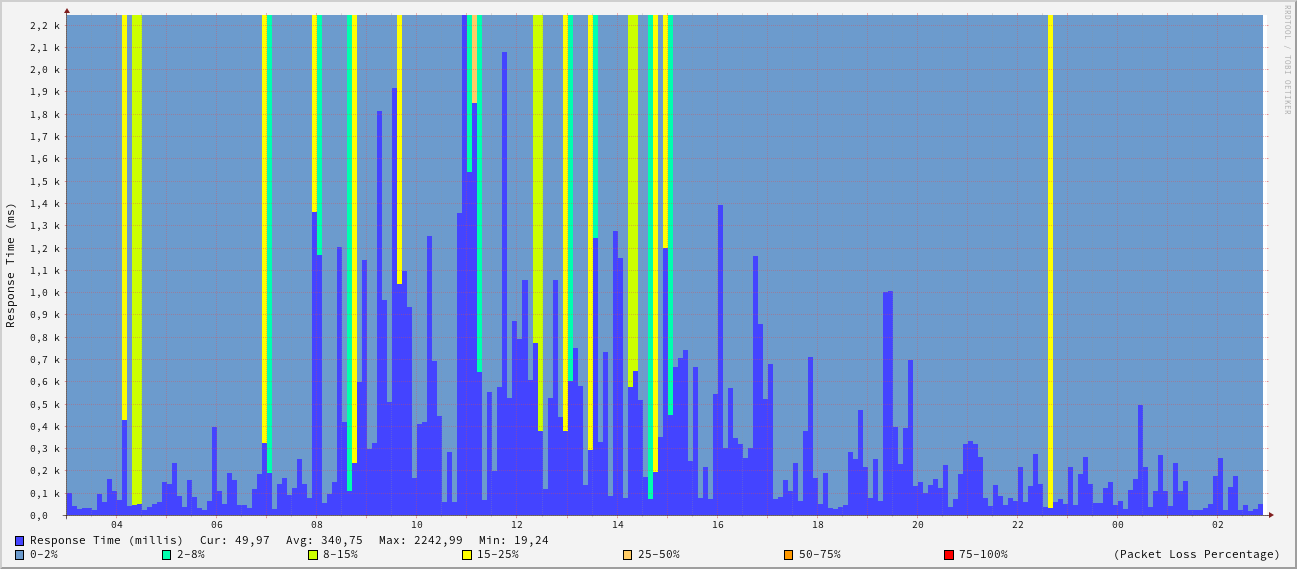 RRDTOOL / TOBI OETIKER
Response Time (ms)
2,2 k
2,1 k
2,0 k
1,9 k
1,8 k
1,7 k
1,6 k
1,5 k
1,4 k
1,3 k
1,2 k
1,1 k
1,0 k
0,9 k
0,8 k
0,7 k
0,6 k
0,5 k
0,4 k
0,3 k
0,2 k
0,1 k
0,0
04 06 08 10 12 14 16 18 20 22 00 02
Response Time (millis) Cur: 49,97 Avg: 340,75 Max: 2242,99 Min: 19,24
0-2% 2-8% 8-15% 15-25% 25-50% 50-75% 75-100% (Packet Loss Percentage)